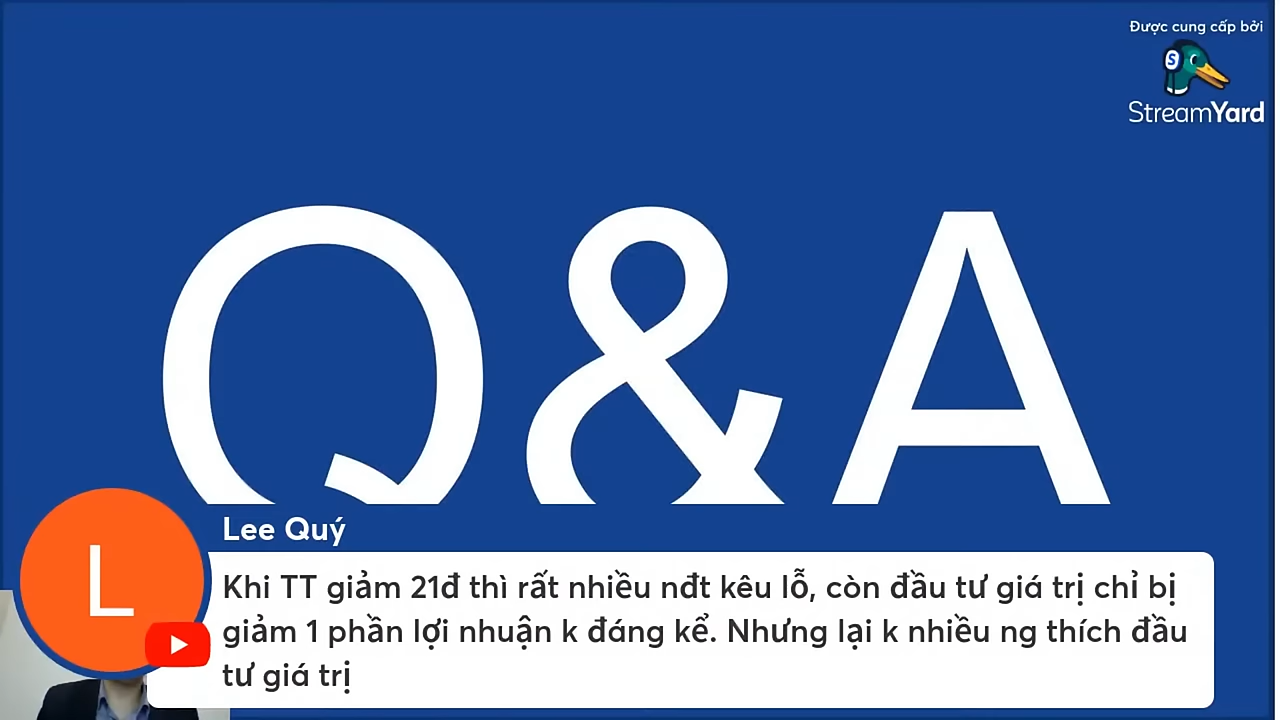 Được cung cấp bởi
S
StreamYard
Q&A
L
Lee Quý
Khi TT giảm 21đ thì rất nhiều nđt kêu lỗ, còn đầu tư giá trị chỉ bị
giảm 1 phần lợi nhuận k đáng kể. Nhưng lại k nhiều ng thích đầu
tư giá trị